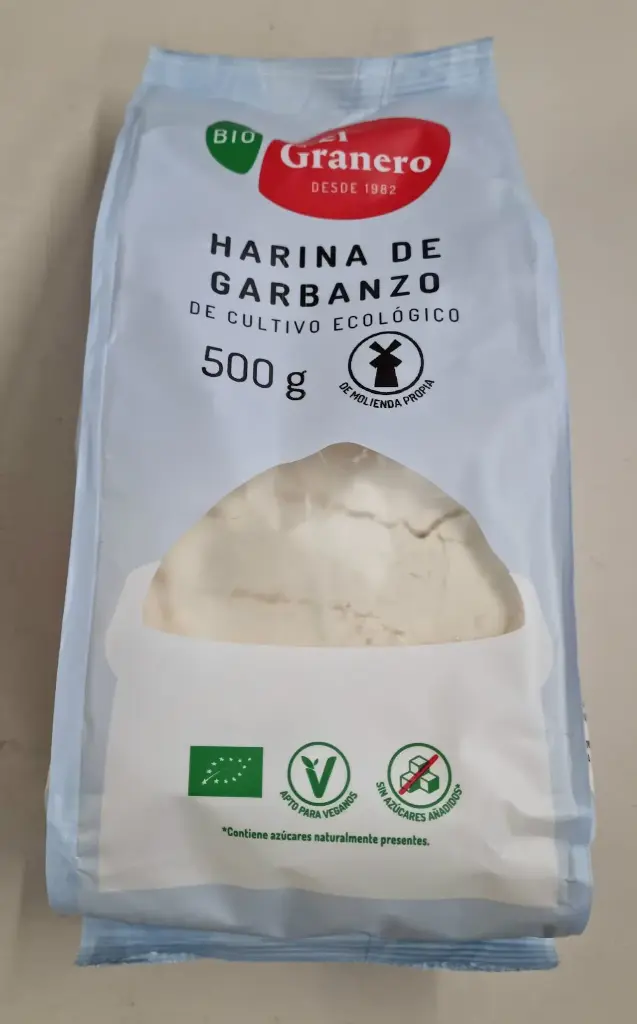 BIO
El
Granero
DESDE 1982
HARINA DE
GARBANZO
DE CULTIVO ECOLÓGICO
500 g
DE MOLIENDA PROPIA
APTO PARA VEGANOS
SIN AZÚCARES AÑADIDOS*
*Contiene azúcares naturalmente presentes.